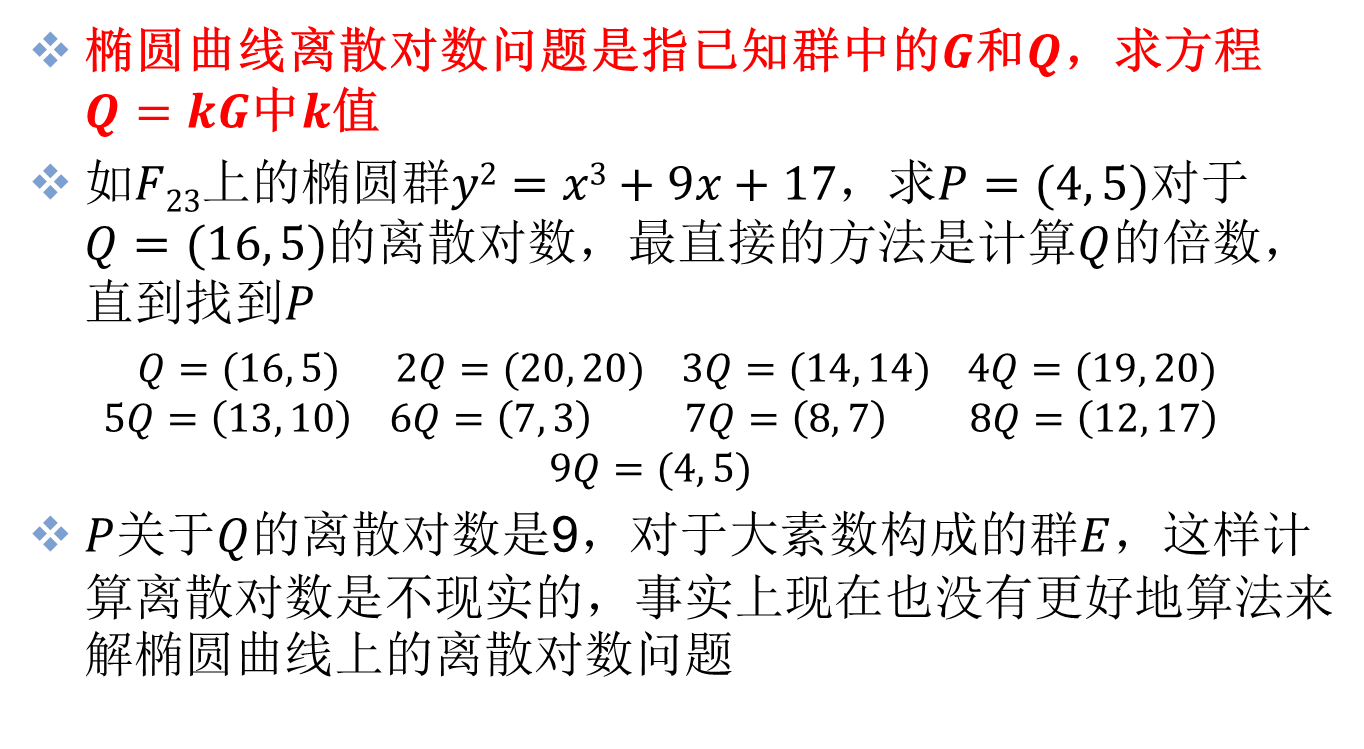 ❖ 椭圆曲线离散对数问题是指已知群中的G和Q，求方程
Q = kG中k值
❖ 如F₂₃上的椭圆群y² = x³ + 9x + 17，求P = (4, 5)对于
Q = (16, 5)的离散对数，最直接的方法是计算Q的倍数，
直到找到P
Q = (16, 5) 2Q = (20, 20) 3Q = (14, 14) 4Q = (19, 20)
5Q = (13, 10) 6Q = (7, 3) 7Q = (8, 7) 8Q = (12, 17)
9Q = (4, 5)
❖ P关于Q的离散对数是9，对于大素数构成的群E，这样计
算离散对数是不现实的，事实上现在也没有更好地算法来
解椭圆曲线上的离散对数问题